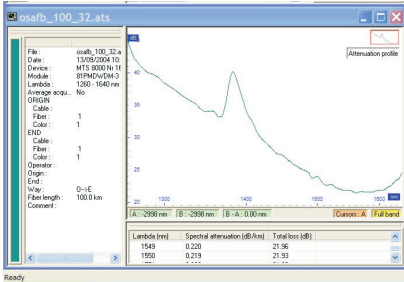 osafb_100_32.ats
File : osafb_100_32.a
Date : 13/09/2004 10:
Device : MTS 8000 Nr 16
Module : 81PMDWDM-3
Lambda : 1260 - 1640 nm
Average acqu... No
ORIGIN
Cable :
Fiber : 1
Color : 1
END
Cable :
Fiber : 1
Color : 1
Operator :
Origin :
End :
Way : D->E
Fiber length : 100.0 km
Comment :
dB
Attenuation profile
40
30
20
1300
1400
1500
1600
nm
A : -2998 nm B : -2998 nm B - A : 0.00 nm Cursors : A Full band
Lambda (nm) Spectral attenuation (dB/km) Total loss (dB)
1549 0.220 21.96
1550 0.219 21.93
Ready